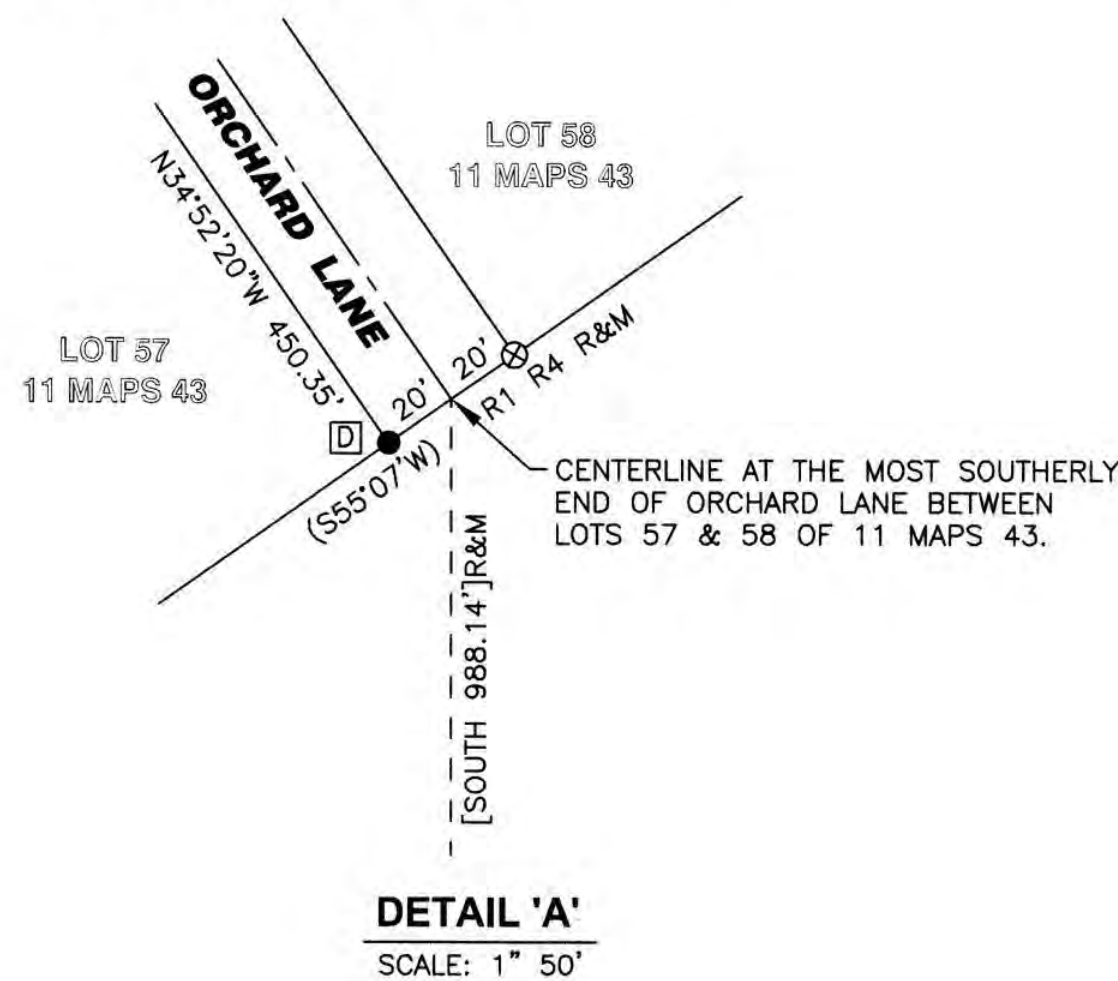 ORCHARD LANE
LOT 58
11 MAPS 43
N34°52'20"W 450.35'
LOT 57
11 MAPS 43
20'
20'
R1 R4 R&M
D
(S55°07'W)
CENTERLINE AT THE MOST SOUTHERLY
END OF ORCHARD LANE BETWEEN
LOTS 57 & 58 OF 11 MAPS 43.
[SOUTH 988.14']R&M
DETAIL 'A'
SCALE: 1" 50'